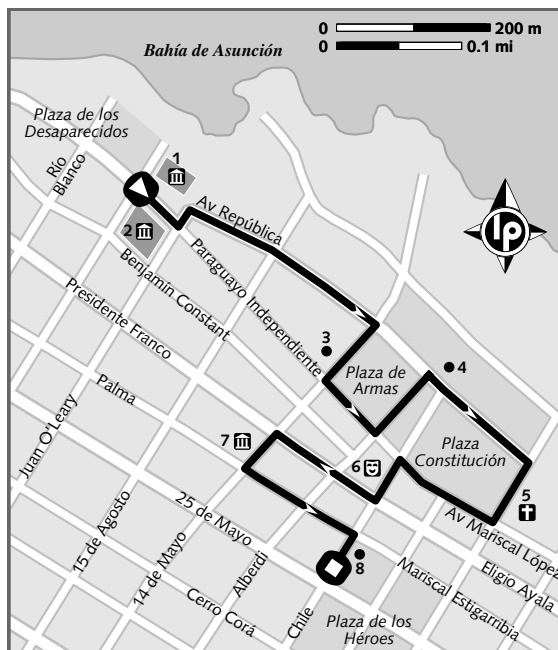 0 200 m
0 0.1 mi
Bahía de Asunción
Plaza de los
Desaparecidos
Río
Blanco
1
2
Av República
lp
Benjamín Constant
Paraguayo Independiente
Presidente Franco
3
4
Plaza de
Armas
Palma
Juan O'Leary
7
6
Plaza
Constitución
5
15 de Agosto
25 de Mayo
14 de Mayo
Av Mariscal López
Alberdi
8
Eligio Ayala
Mariscal Estigarribia
Cerro Corá
Chile
Plaza de los
Héroes